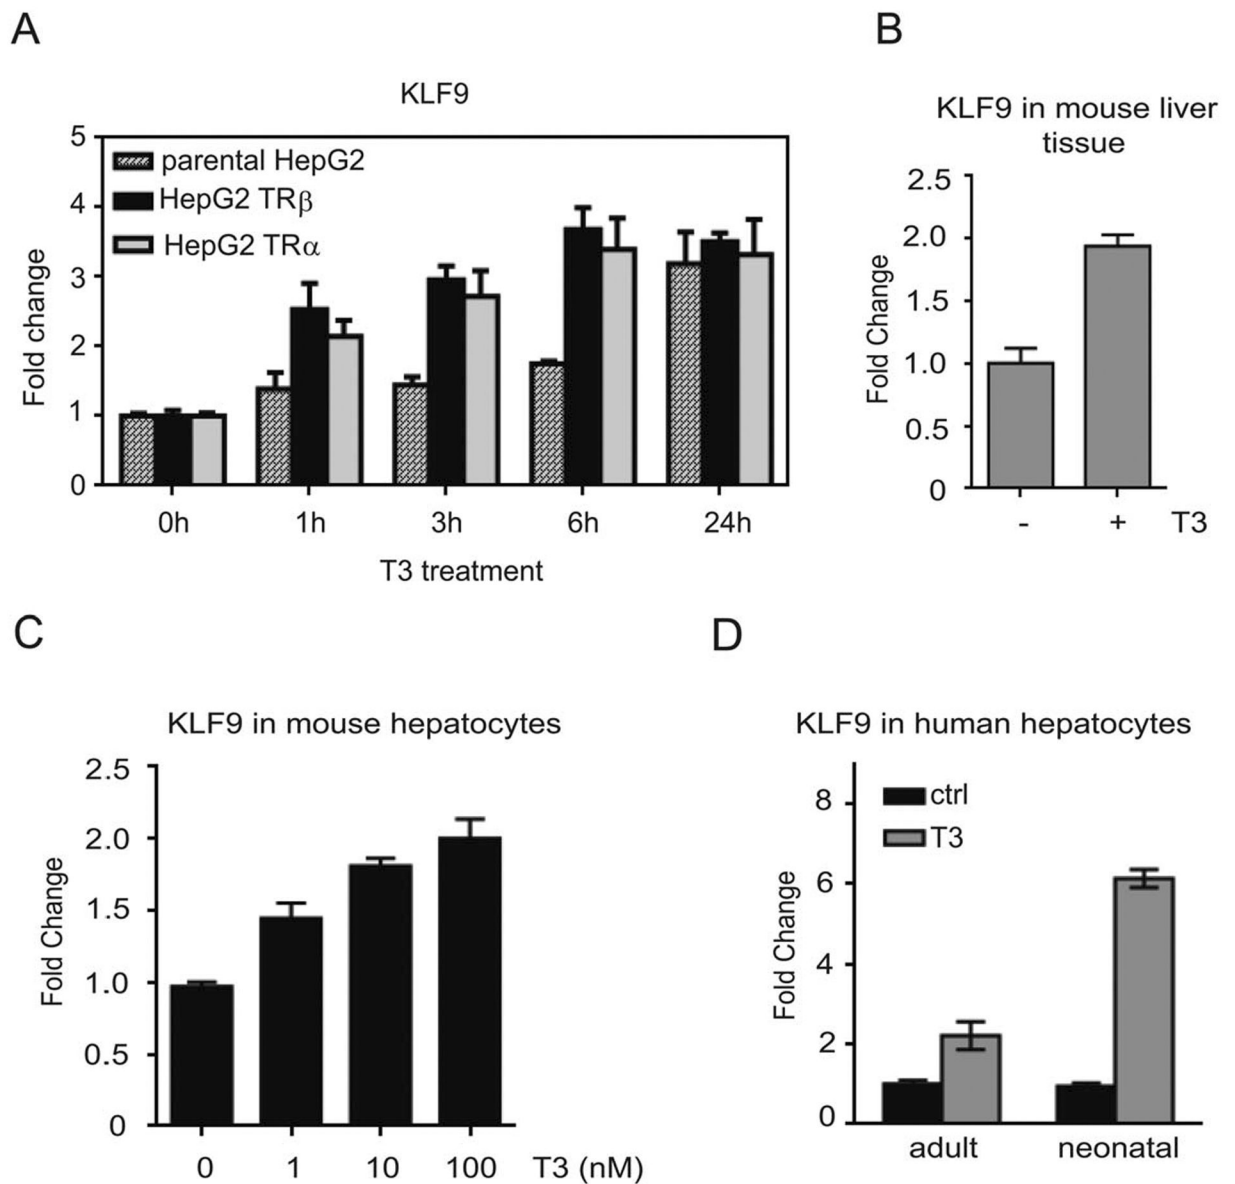 A
KLF9
Fold change
5
4
3
2
1
0
parental HepG2
HepG2 TRβ
HepG2 TRα
0h 1h 3h 6h 24h
T3 treatment
B
KLF9 in mouse liver
tissue
Fold Change
2.5
2.0
1.5
1.0
0.5
0
- + T3
C
KLF9 in mouse hepatocytes
Fold Change
2.5
2.0
1.5
1.0
0.5
0
0 1 10 100 T3 (nM)
D
KLF9 in human hepatocytes
Fold Change
8
6
4
2
0
ctrl
T3
adult neonatal